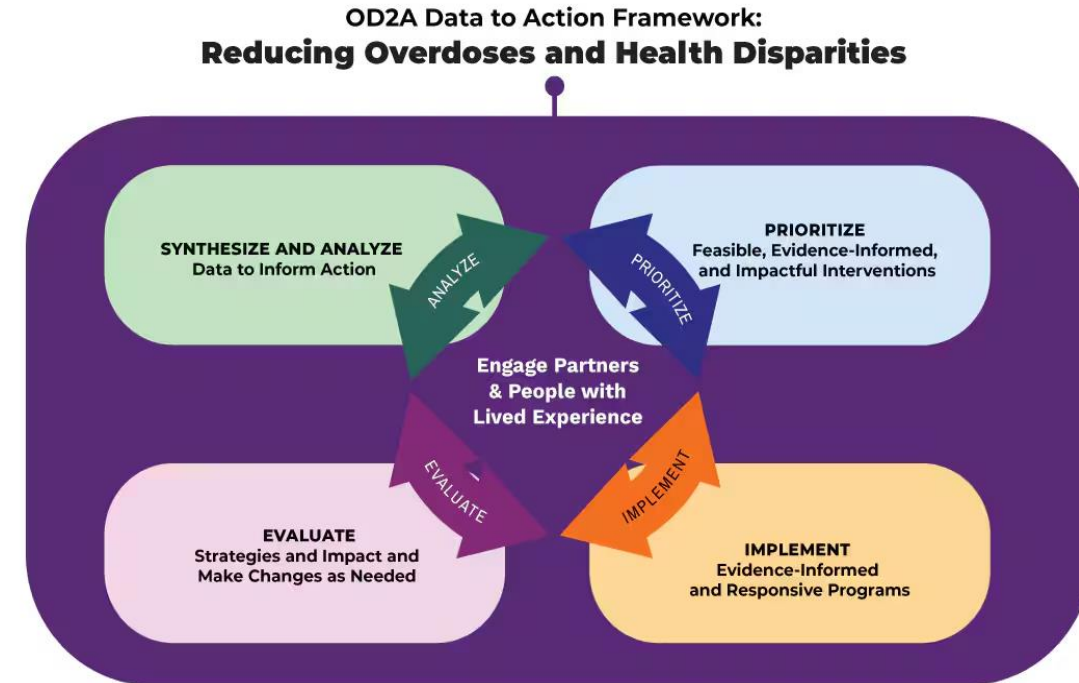 OD2A Data to Action Framework:
Reducing Overdoses and Health Disparities
SYNTHESIZE AND ANALYZE
Data to Inform Action
ANALYZE
PRIORITIZE
PRIORITIZE
Feasible, Evidence-Informed,
and Impactful Interventions
Engage Partners
& People with
Lived Experience
EVALUATE
Strategies and Impact and
Make Changes as Needed
EVALUATE
IMPLEMENT
IMPLEMENT
Evidence-Informed
and Responsive Programs